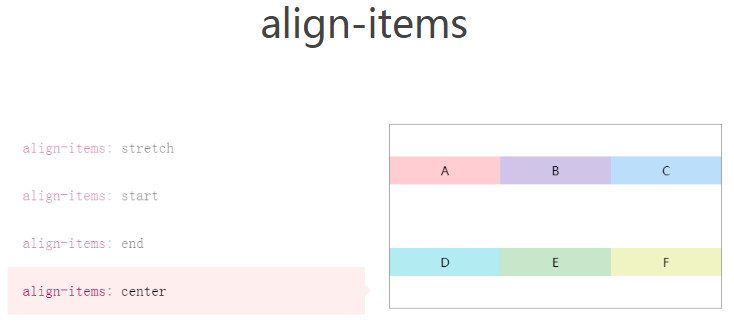 align-items
align-items: stretch
align-items: start
align-items: end
align-items: center
A B C
D E F